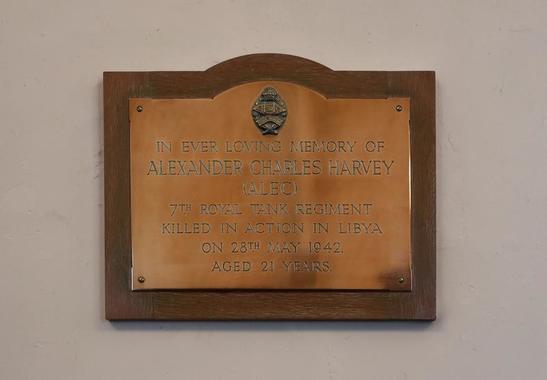 IN EVER LOVING MEMORY OF
ALEXANDER CHARLES HARVEY
(ALEC)
7TH ROYAL TANK REGIMENT
KILLED IN ACTION IN LIBYA
ON 28TH MAY 1942.
AGED 21 YEARS.